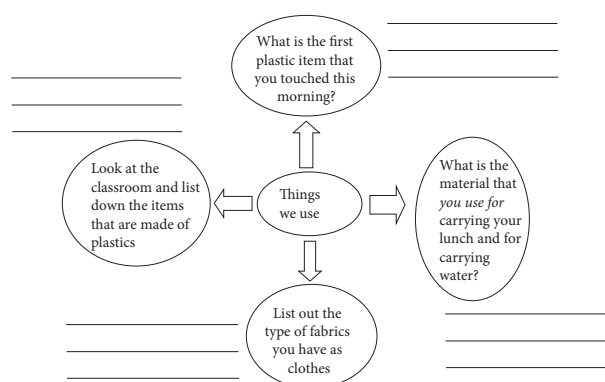 What is the first
plastic item that
you touched this
morning?
Look at the
classroom and list
down the items
that are made of
plastics
Things
we use
What is the
material that
you use for
carrying your
lunch and for
carrying
water?
List out the
type of fabrics
you have as
clothes